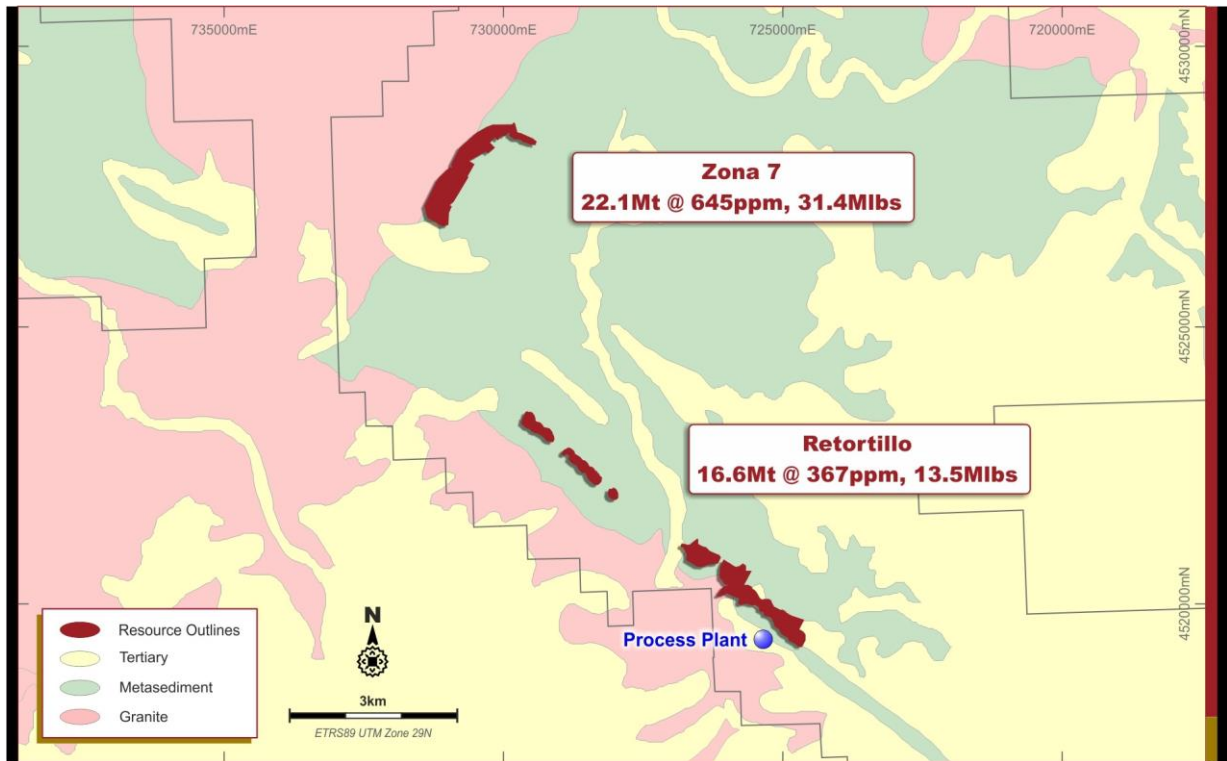 735000mE
730000mE
725000mE
720000mE
4530000mN
Zona 7
22.1Mt @ 645ppm, 31.4Mlbs
4525000mN
Retortillo
16.6Mt @ 367ppm, 13.5Mlbs
4520000mN
Process Plant
Resource Outlines
Tertiary
Metasediment
Granite
N
3km
ETRS89 UTM Zone 29N